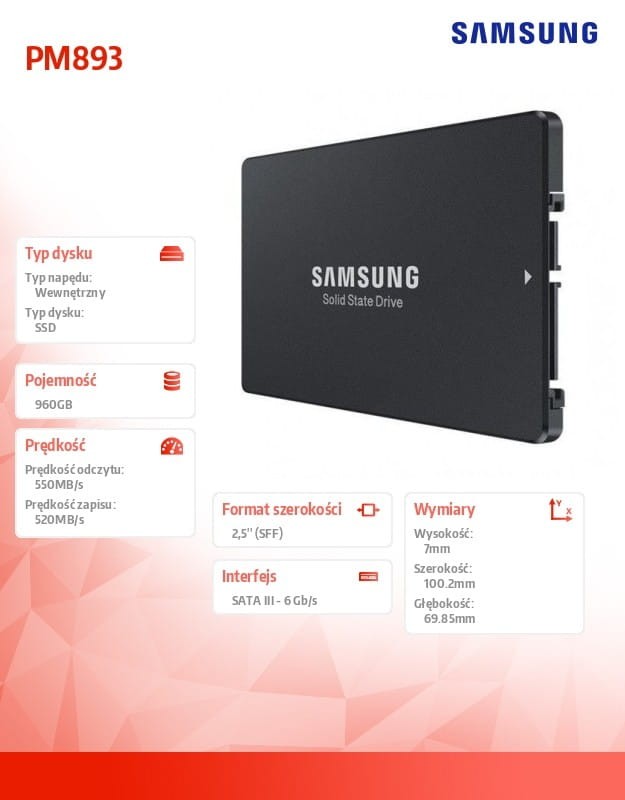 SAMSUNG
PM893
SAMSUNG
Solid State Drive
Typ dysku
Typ napędu:
Wewnętrzny
Typ dysku:
SSD
Pojemność
960GB
Prędkość
Prędkość odczytu:
550MB/s
Prędkość zapisu:
520MB/s
Format szerokości
2,5'' (SFF)
Interfejs
SATA III - 6 Gb/s
Wymiary
Y
X
Wysokość:
7mm
Szerokość:
100.2mm
Głębokość:
69.85mm